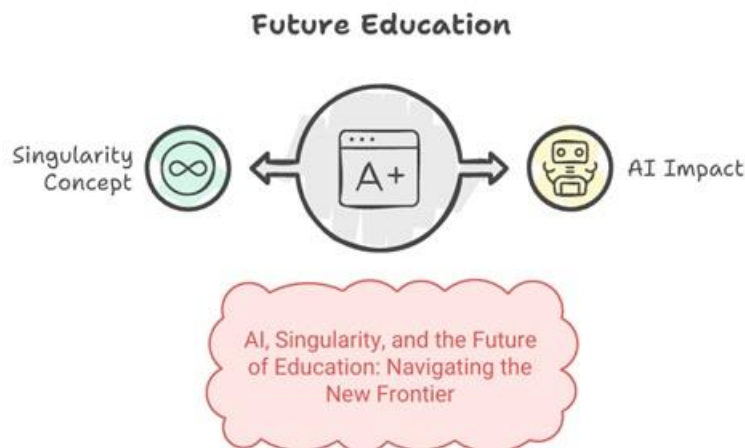 Future Education
Singularity
Concept
A+
AI Impact
AI, Singularity, and the Future
of Education: Navigating the
New Frontier